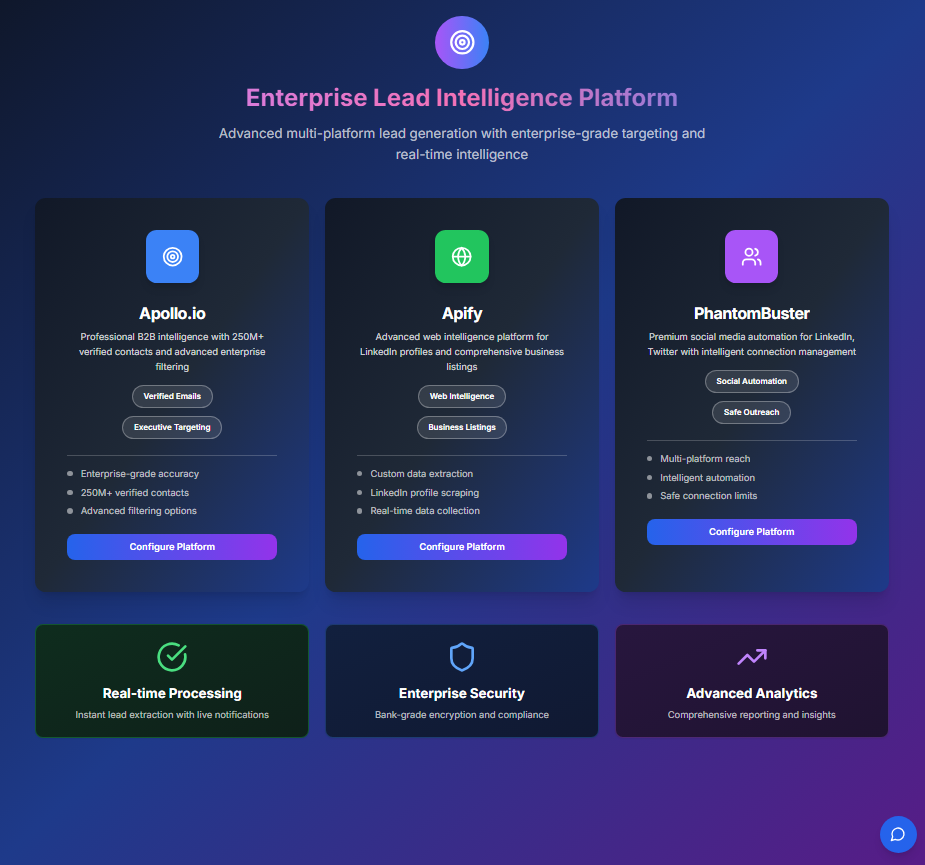 Enterprise Lead Intelligence Platform
Advanced multi-platform lead generation with enterprise-grade targeting and
real-time intelligence
Apollo.io
Professional B2B intelligence with 250M+
verified contacts and advanced enterprise
filtering
Verified Emails
Executive Targeting
Enterprise-grade accuracy
250M+ verified contacts
Advanced filtering options
Configure Platform
Apify
Advanced web intelligence platform for
LinkedIn profiles and comprehensive business
listings
Web Intelligence
Business Listings
Custom data extraction
LinkedIn profile scraping
Real-time data collection
Configure Platform
PhantomBuster
Premium social media automation for LinkedIn,
Twitter with intelligent connection management
Social Automation
Safe Outreach
Multi-platform reach
Intelligent automation
Safe connection limits
Configure Platform
Real-time Processing
Instant lead extraction with live notifications
Enterprise Security
Bank-grade encryption and compliance
Advanced Analytics
Comprehensive reporting and insights